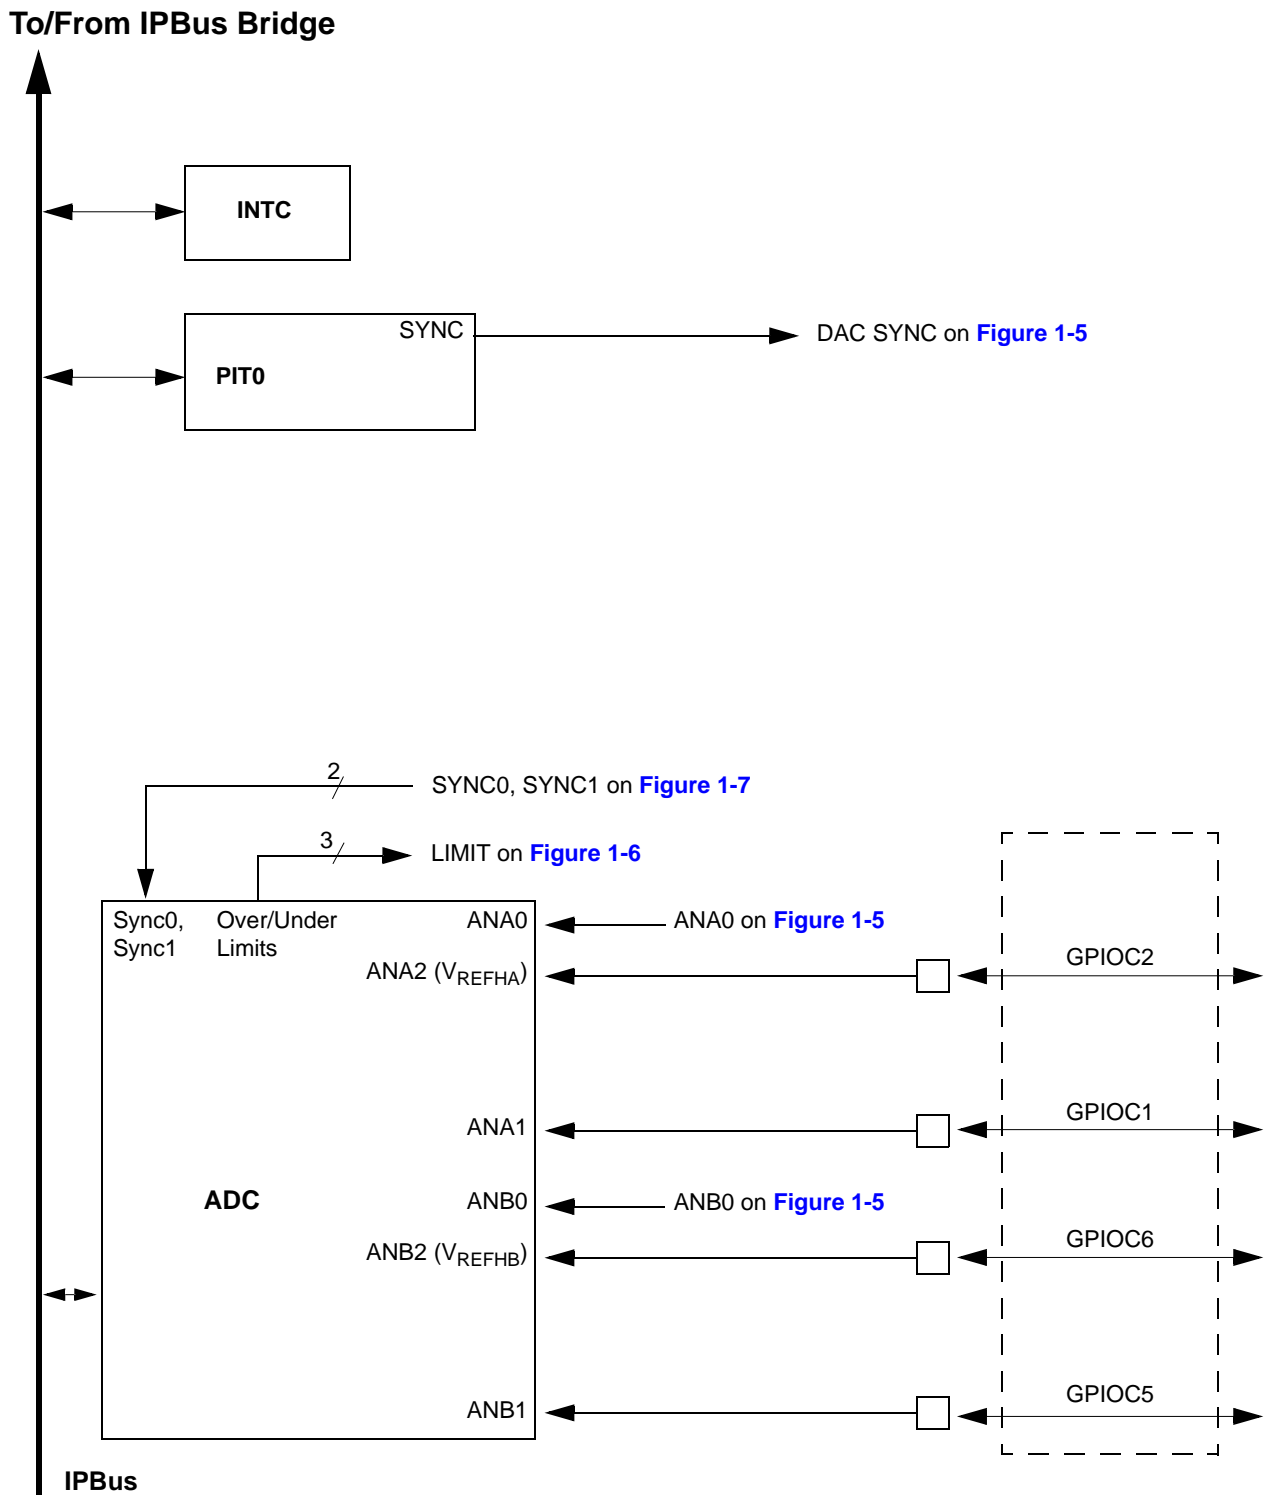 To/From IPBus Bridge
INTC
SYNC
DAC SYNC on Figure 1-5
PIT0
2
SYNC0, SYNC1 on Figure 1-7
3
LIMIT on Figure 1-6
Sync0,
Sync1
Over/Under
Limits
ANA0
ANA0 on Figure 1-5
ANA2 (VREFHA)
GPIOC2
ANA1
GPIOC1
ADC
ANB0
ANB0 on Figure 1-5
ANB2 (VREFHB)
GPIOC6
ANB1
GPIOC5
IPBus